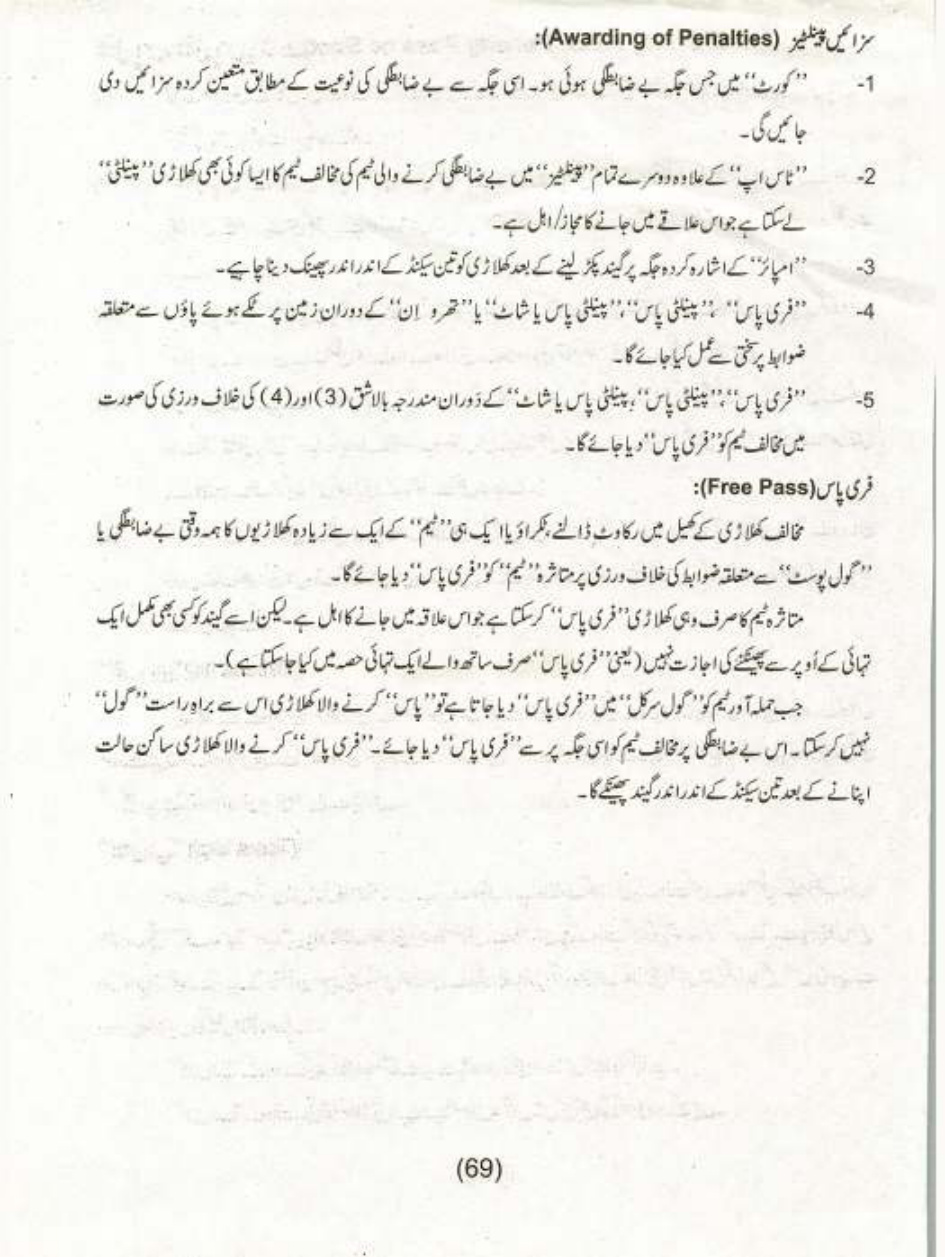 سزائیں پینلٹیز (Awarding of Penalties):
1- ''کورٹ'' میں جس جگہ بے ضابطگی ہوئی ہو۔ اسی جگہ سے بے ضابطگی کی نوعیت کے مطابق متعین کردہ سزائیں دی
جائیں گی۔
2- ''ٹاس اپ'' کے علاوہ دوسرے تمام ''پینلٹیز'' میں بے ضابطگی کرنے والی ٹیم کی مخالف ٹیم کا ایسا کوئی بھی کھلاڑی ''پینلٹی''
لے سکتا ہے جو اس علاقے میں جانے کا مجاز/اہل ہے۔
3- ''امپائر'' کے اشارہ کردہ جگہ پر گیند پکڑ لینے کے بعد کھلاڑی کو تین سیکنڈ کے اندر اندر پھینک دینا چاہیے۔
4- ''فری پاس''، ''پینلٹی پاس''، ''پینلٹی پاس یا شاٹ'' یا ''تھرو اِن'' کے دوران زمین پر ٹکے ہوئے پاؤں سے متعلقہ
ضوابط پر سختی سے عمل کیا جائے گا۔
5- ''فری پاس''، ''پینلٹی پاس''، پینلٹی پاس یا شاٹ'' کے دَوران مندرجہ بالا شق (3) اور (4) کی خلاف ورزی کی صورت
میں مخالف ٹیم کو ''فری پاس'' دیا جائے گا۔
فری پاس (Free Pass):
مخالف کھلاڑی کے کھیل میں رکاوٹ ڈالنے، ٹکراؤ یا ایک ہی ''ٹیم'' کے ایک سے زیادہ کھلاڑیوں کا ہمہ وقتی بے ضابطگی یا
''گول پوسٹ'' سے متعلقہ ضوابط کی خلاف ورزی پر متاثرہ ''ٹیم'' کو ''فری پاس'' دیا جائے گا۔
متاثرہ ٹیم کا صرف وہی کھلاڑی ''فری پاس'' کر سکتا ہے جو اس علاقہ میں جانے کا اہل ہے۔ لیکن اسے گیند کو کسی بھی مکمل ایک
تہائی کے اُوپر سے پھینکنے کی اجازت نہیں (یعنی ''فری پاس'' صرف ساتھ والے ایک تہائی حصہ میں کیا جا سکتا ہے)۔
جب حملہ آور ٹیم کو ''گول سرکل'' میں ''فری پاس'' دیا جاتا ہے تو ''پاس'' کرنے والا کھلاڑی اس سے براہِ راست ''گول''
نہیں کر سکتا۔ اس بے ضابطگی پر مخالف ٹیم کو اسی جگہ پر سے ''فری پاس'' دیا جائے۔ ''فری پاس'' کرنے والا کھلاڑی ساکن حالت
اپنانے کے بعد تین سیکنڈ کے اندر اندر گیند پھینکے گا۔
(69)